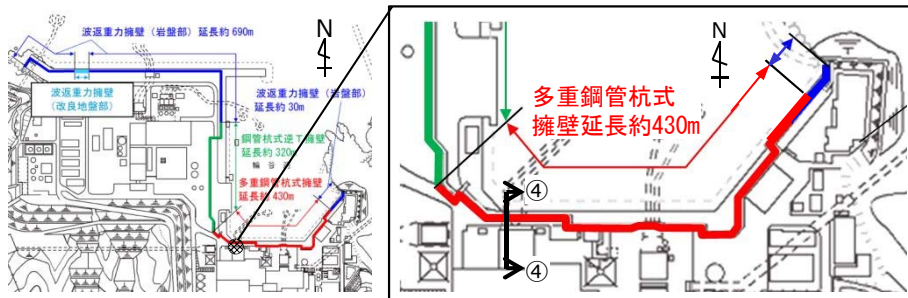 波返重力擁壁（岩盤部）延長約690m
N
波返重力擁壁
（改良地盤部）
波返重力擁壁（岩盤部）
延長約30m
鋼管杭式逆T擁壁
延長約320m
輪谷湾
多重鋼管杭式擁壁
延長約430m
N
多重鋼管杭式
擁壁延長約430m
④
④